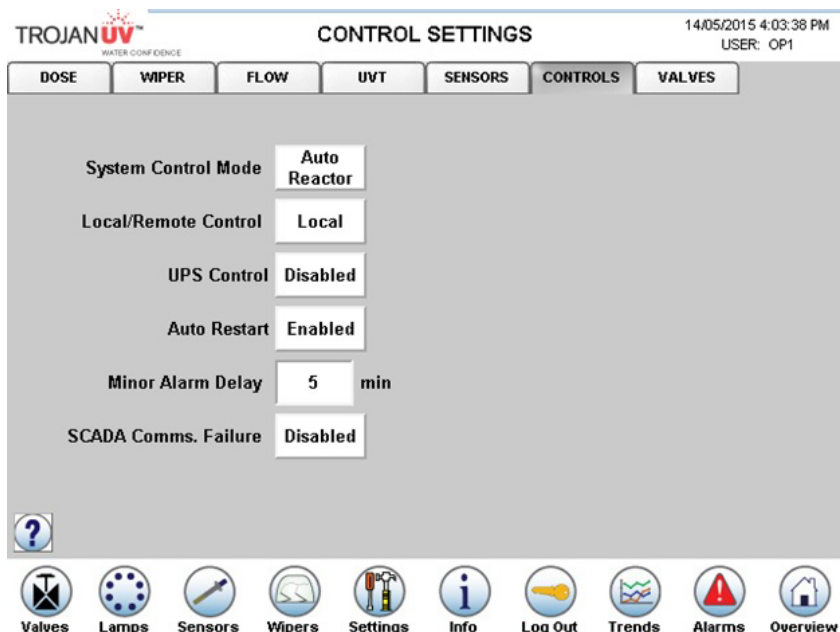 TROJANUV™
WATER CONFIDENCE
CONTROL SETTINGS
14/05/2015 4:03:38 PM
USER: OP1
DOSE WIPER FLOW UVT SENSORS CONTROLS VALVES
System Control Mode Auto
Reactor
Local/Remote Control Local
UPS Control Disabled
Auto Restart Enabled
Minor Alarm Delay 5 min
SCADA Comms. Failure Disabled
?
Valves Lamps Sensors Wipers Settings Info Log Out Trends Alarms Overview